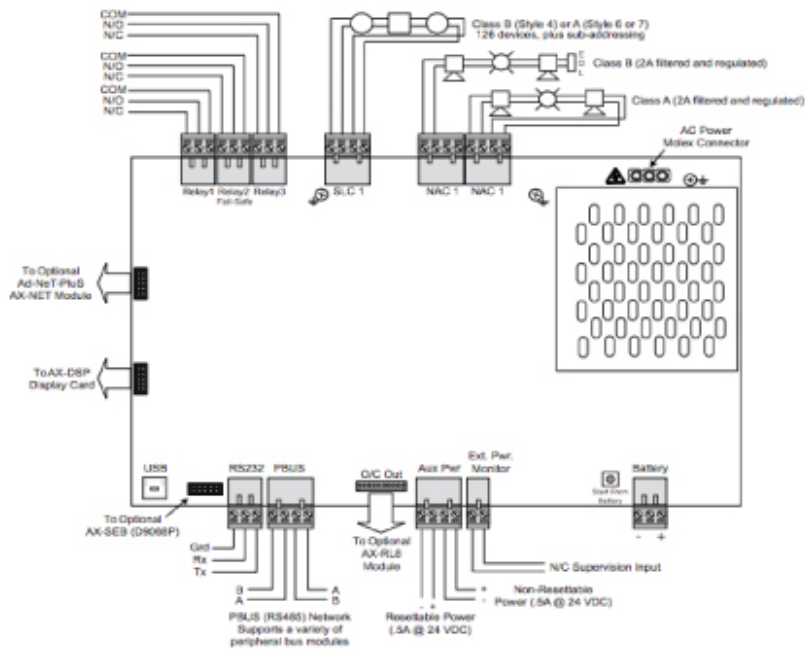 COM
N/O
N/C
COM
N/O
N/C
COM
N/O
N/C
Class B (Style 4) or A (Style 6 or 7)
126 devices, plus sub-addressing
E
O
L
Class B (2A filtered and regulated)
Class A (2A filtered and regulated)
AC Power
Molex Connector
Relay1 Relay2 Relay3
Fail-Safe
SLC 1
NAC 1
NAC 1
To Optional
Ad-NeT-PluS
AX-NET Module
To AX-DSP
Display Card
USB
RS232
PBUS
O/C Out
Aux Pwr
Ext. Pwr.
Monitor
Start From
Battery
Battery
- +
To Optional
AX-SEB (D9068P)
Grd
Rx
Tx
B
A
A
B
PBUS (RS485) Network
Supports a variety of
peripheral bus modules
To Optional
AX-RL8
Module
- +
Resettable Power
(.5A @ 24 VDC)
+
-
Non-Resettable
Power (.5A @ 24 VDC)
N/C Supervision Input